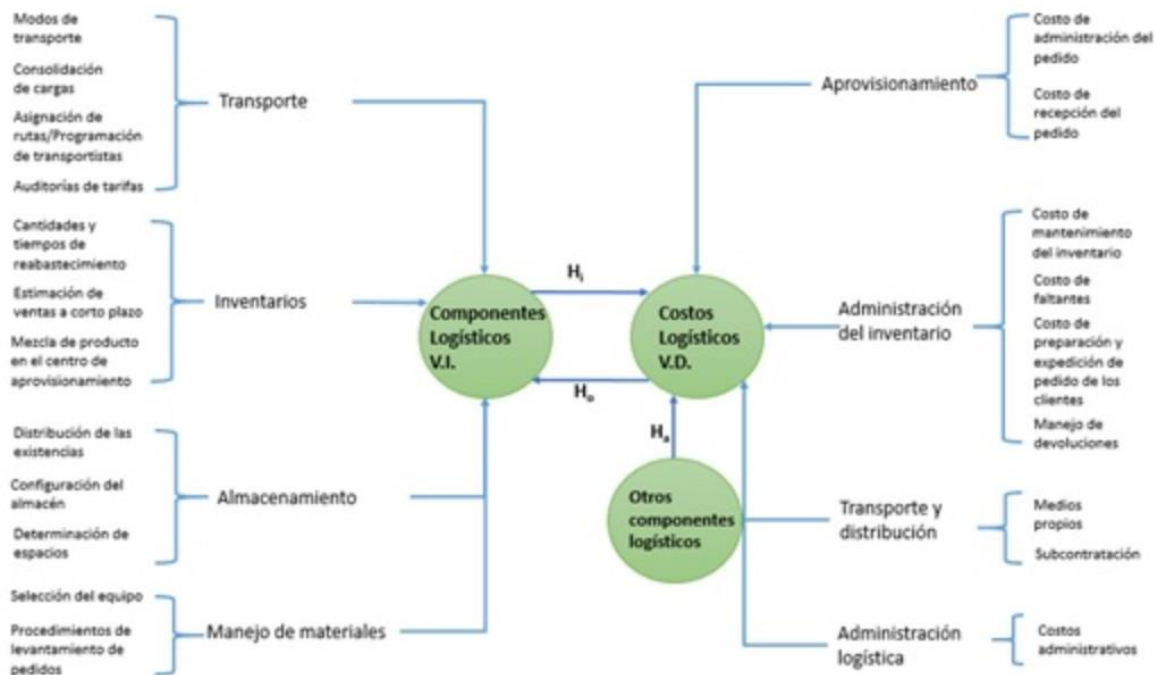 Modos de
transporte
Consolidación
de cargas
Asignación de
rutas/Programación
de transportistas
Auditorías de tarifas
Transporte
Cantidades y
tiempos de
reabastecimiento
Estimación de
ventas a corto plazo
Mezcla de producto
en el centro de
aprovisionamiento
Inventarios
Distribución de las
existencias
Configuración del
almacén
Determinación de
espacios
Almacenamiento
Selección del equipo
Procedimientos de
levantamiento de
pedidos
Manejo de materiales
Componentes
Logísticos
V.I.
Hi
Ho
Costos
Logísticos
V.D.
Ha
Otros
componentes
logísticos
Aprovisionamiento
Costo de
administración del
pedido
Costo de
recepción del
pedido
Administración
del inventario
Costo de
mantenimiento
del inventario
Costo de
faltantes
Costo de
preparación y
expedición de
pedido de los
clientes
Manejo de
devoluciones
Transporte y
distribución
Medios
propios
Subcontratación
Administración
logística
Costos
administrativos